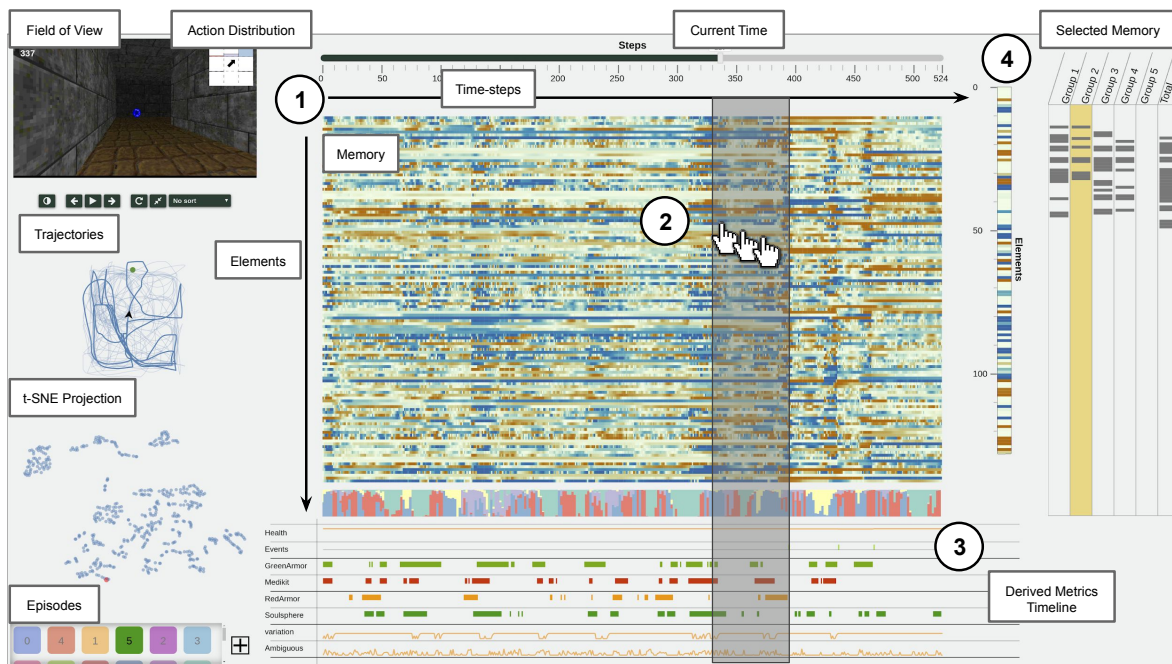 Field of View
Action Distribution
Current Time
Selected Memory
337
Steps
0
50
100
150
200
250
300
350
400
450
500
524
1
Time-steps
4
Group 1
Group 2
Group 3
Group 4
Group 5
Total
Memory
No sort
Trajectories
2
Elements
0
50
100
Elements
t-SNE Projection
3
Health
Events
GreenArmor
Medikit
RedArmor
Soulsphere
variation
Ambiguous
Derived Metrics
Timeline
Episodes
0
4
1
5
2
3